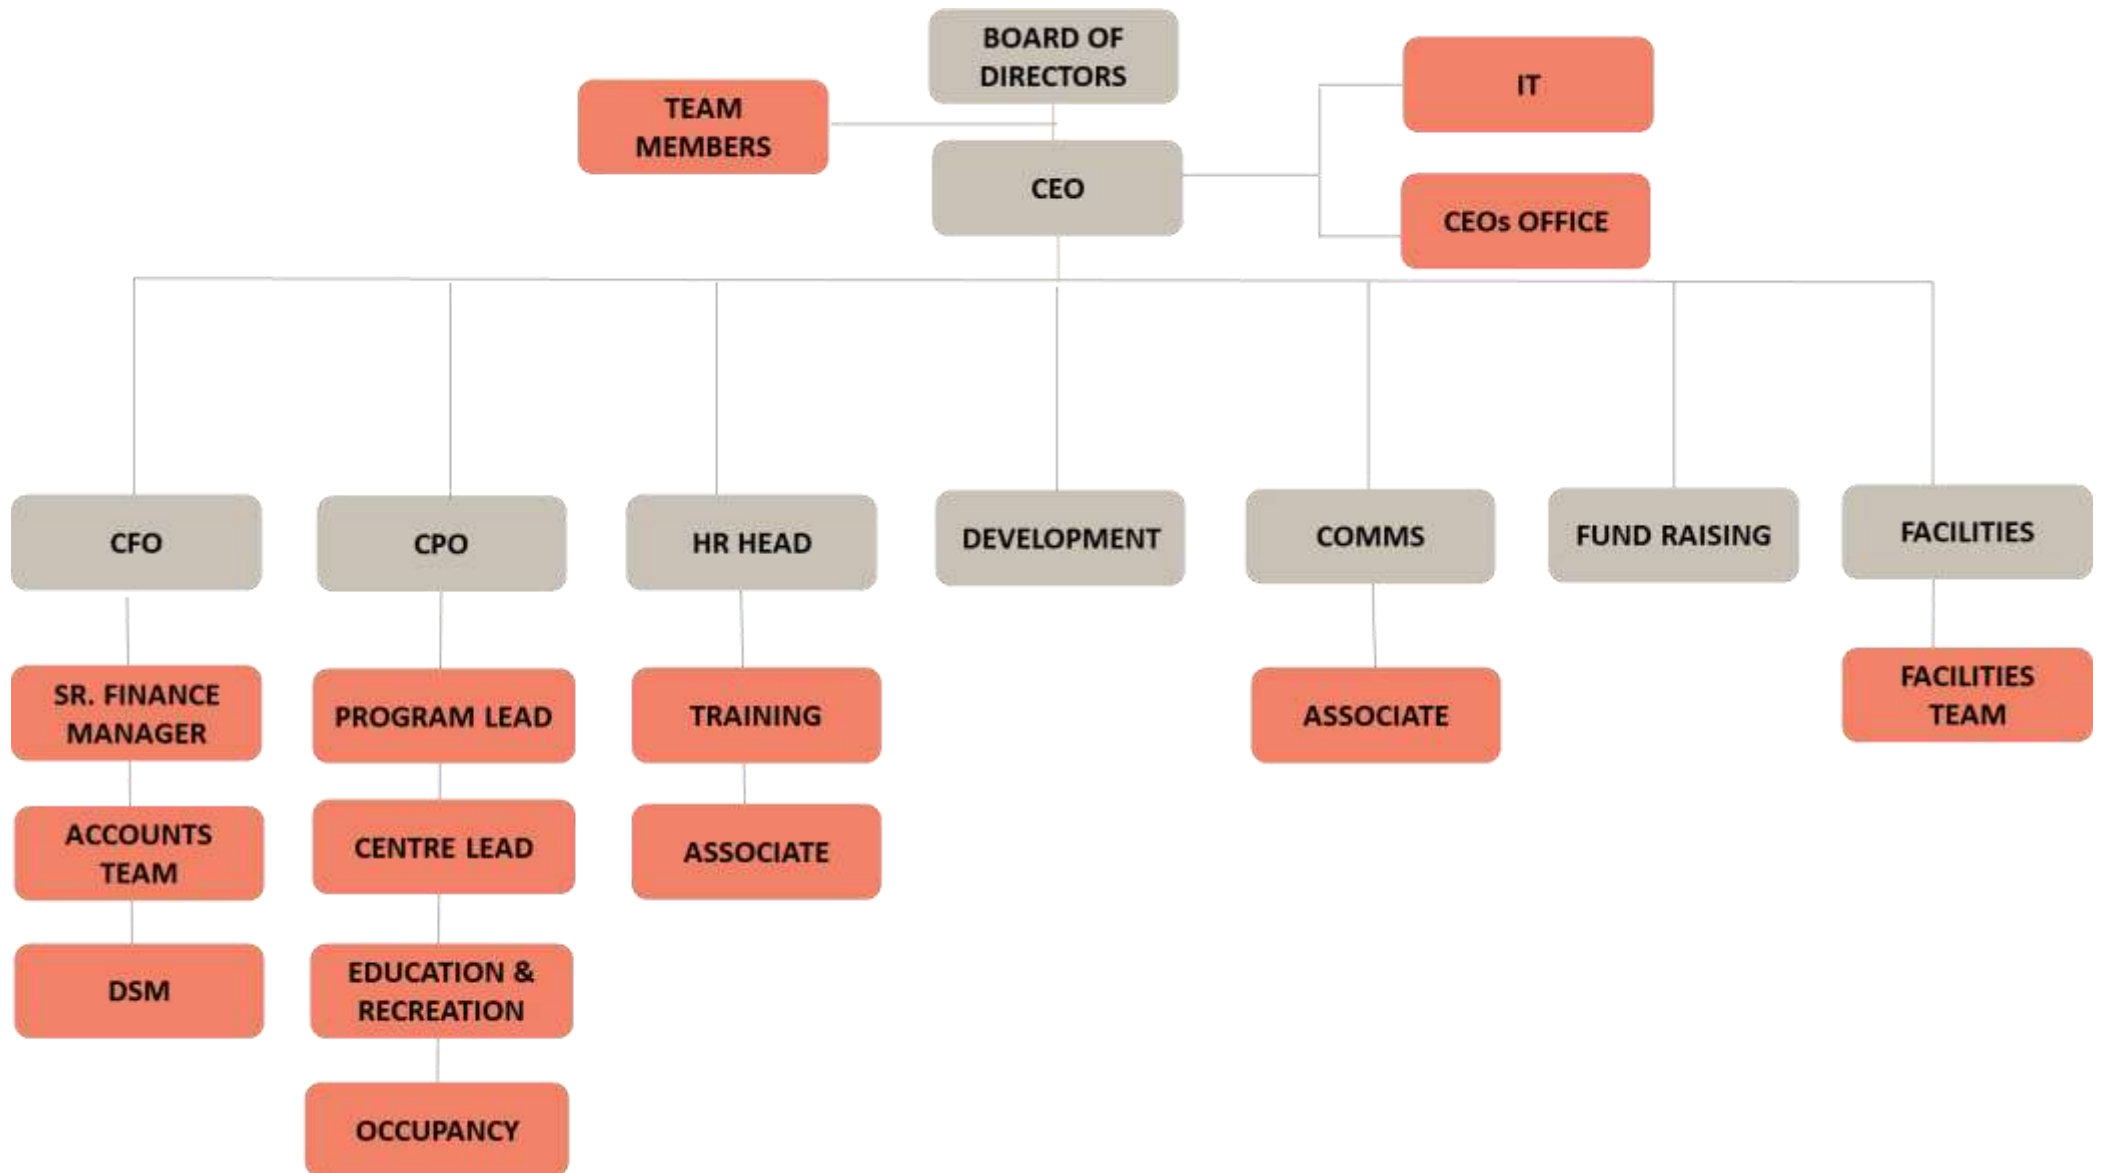 BOARD OF
DIRECTORS
TEAM
MEMBERS
IT
CEO
CEOs OFFICE
CFO
CPO
HR HEAD
DEVELOPMENT
COMMS
FUND RAISING
FACILITIES
SR. FINANCE
MANAGER
PROGRAM LEAD
TRAINING
ASSOCIATE
FACILITIES
TEAM
ACCOUNTS
TEAM
CENTRE LEAD
ASSOCIATE
DSM
EDUCATION &
RECREATION
OCCUPANCY